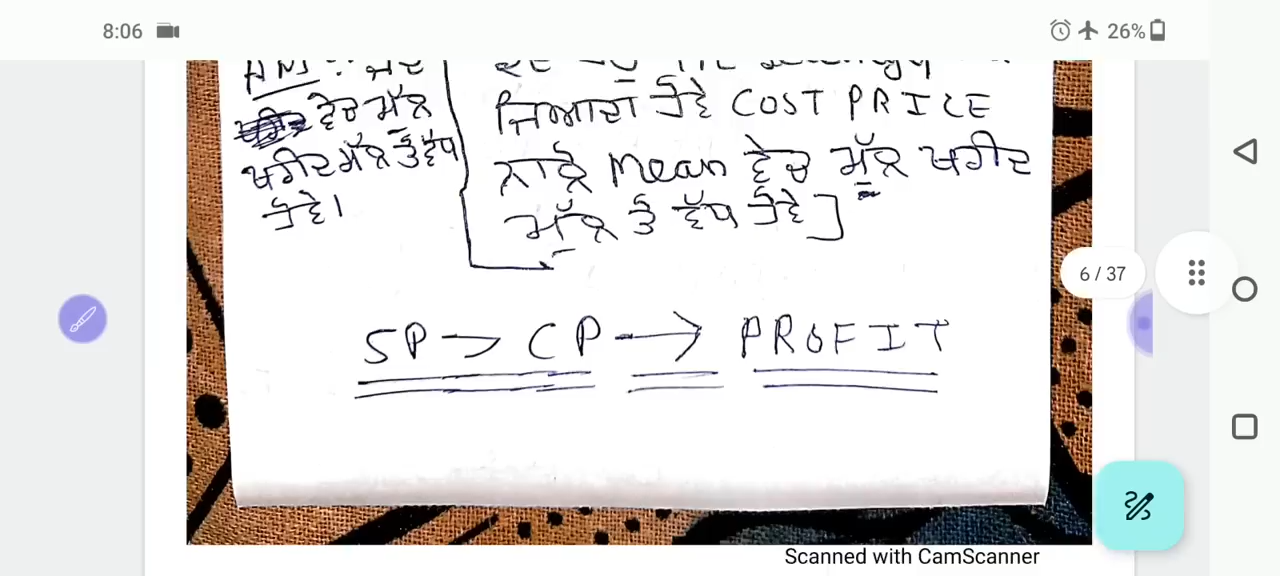 8:06
26%
ਜਿਆਦਾ ਹੋਵੇ COST PRICE
ਨਾਲੋ Mean ਵੇਚ ਮੁੱਲ ਖਰੀਦ
ਮੁੱਲ ਤੋਂ ਵੱਧ ਹੋਵੇ]
ਵੇਚ ਮੁੱਲ
ਖਰੀਦ ਮੁੱਲ ਤੋਂ ਵੱਧ
ਹੋਵੇ।
6 / 37
SP > CP → PROFIT
Scanned with CamScanner